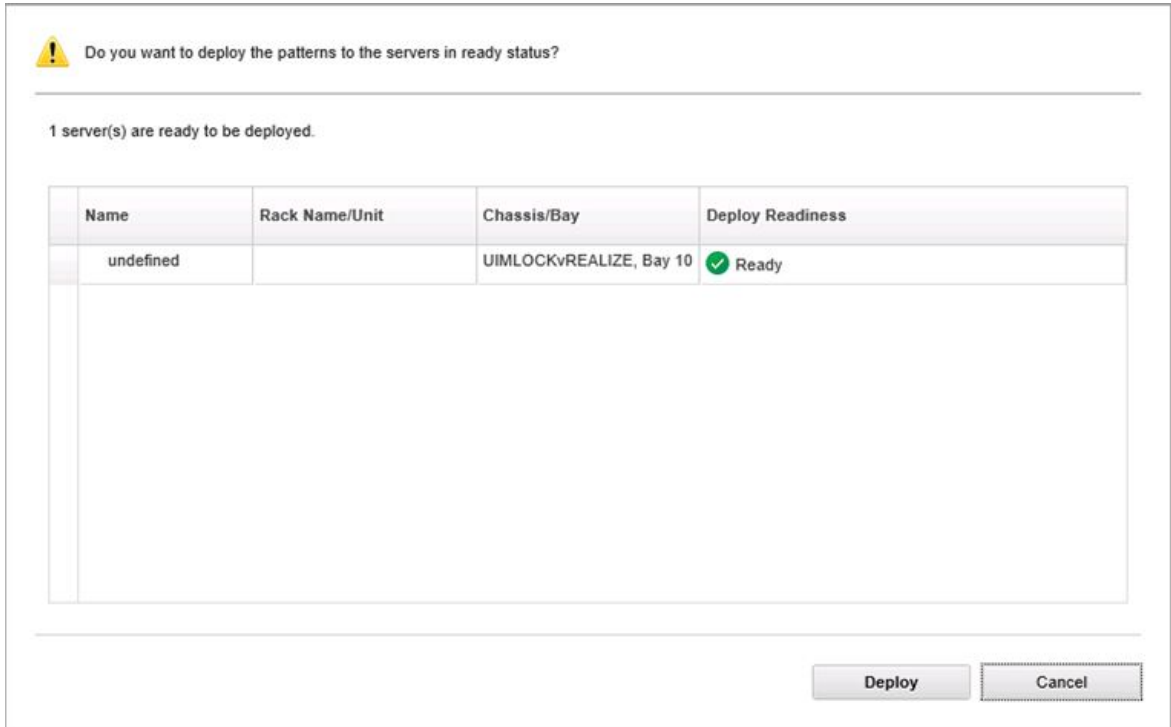 Do you want to deploy the patterns to the servers in ready status?
1 server(s) are ready to be deployed.
Name Rack Name/Unit Chassis/Bay Deploy Readiness
undefined UIMLOCKvREALIZE, Bay 10 Ready
Deploy Cancel